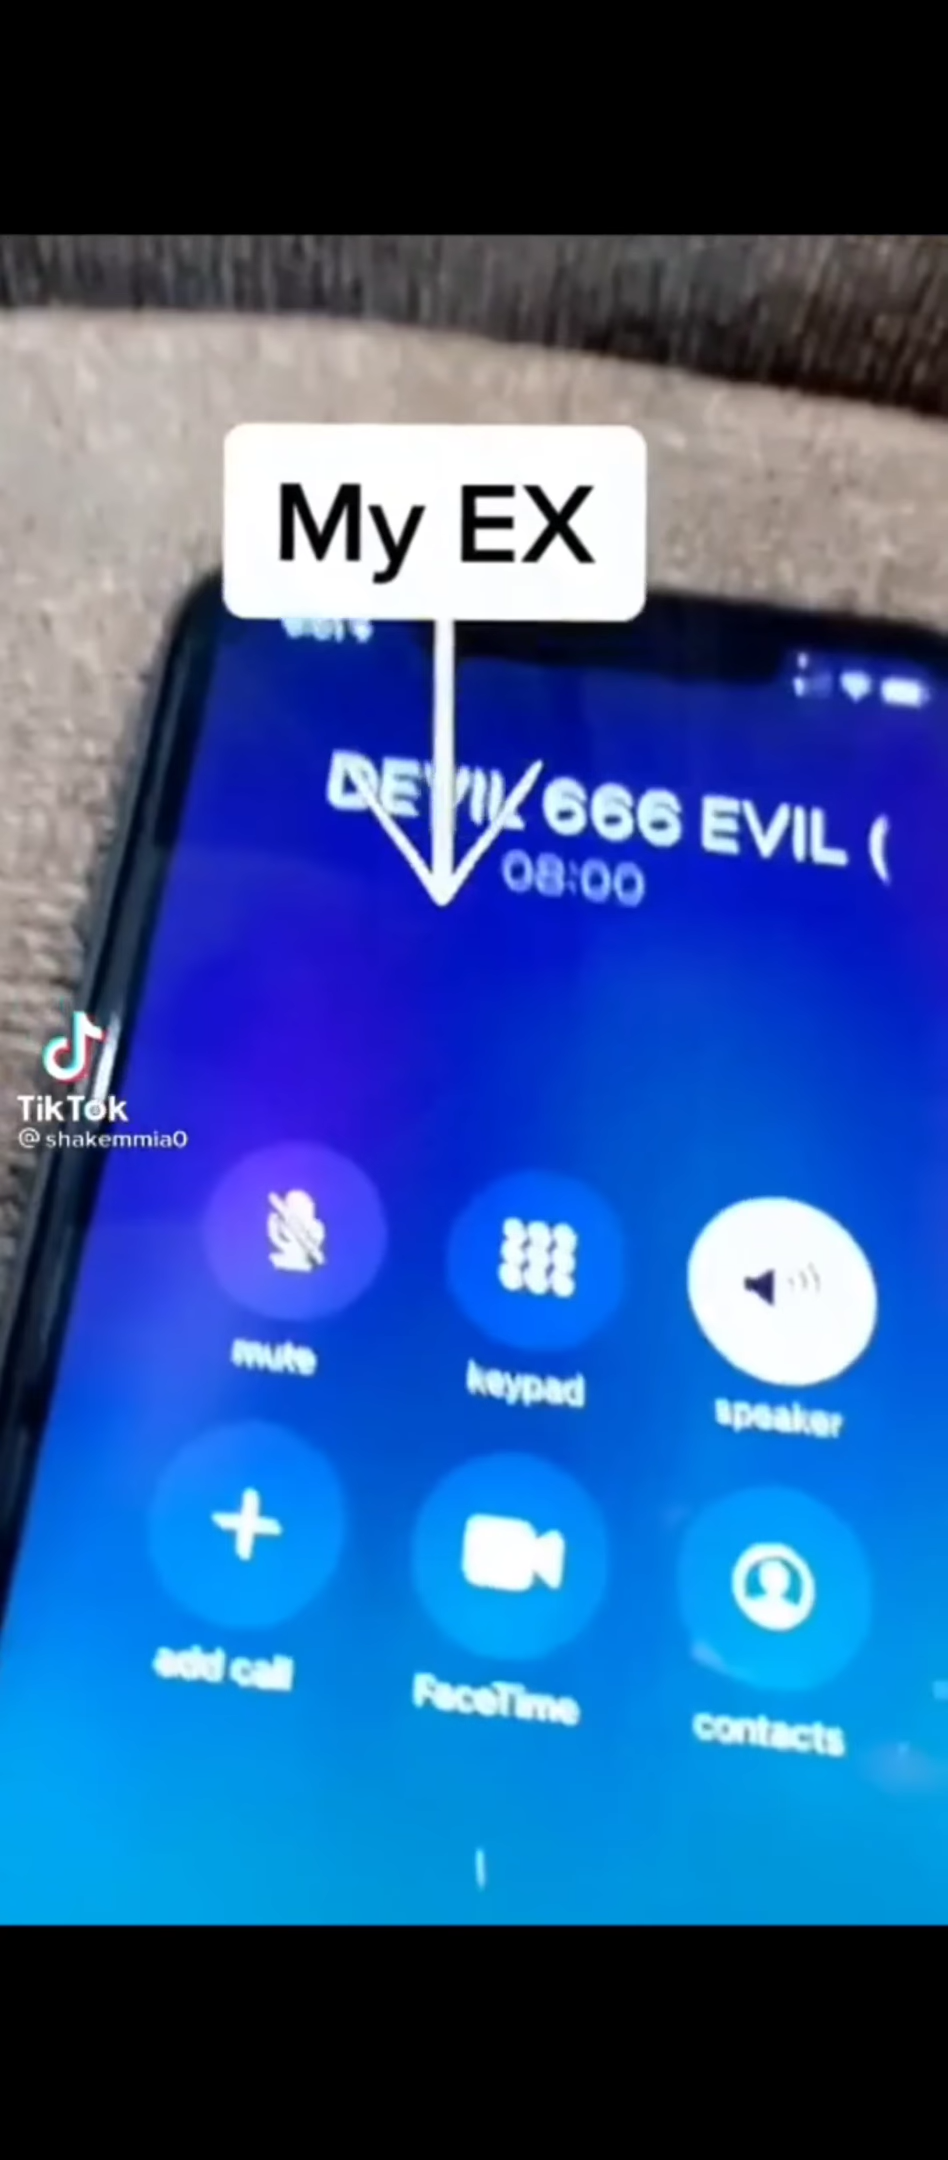 My EX
DEVIL 666 EVIL (
08:00
TikTok
@shakemmia0
mute
keypad
speaker
add call
FaceTime
contacts